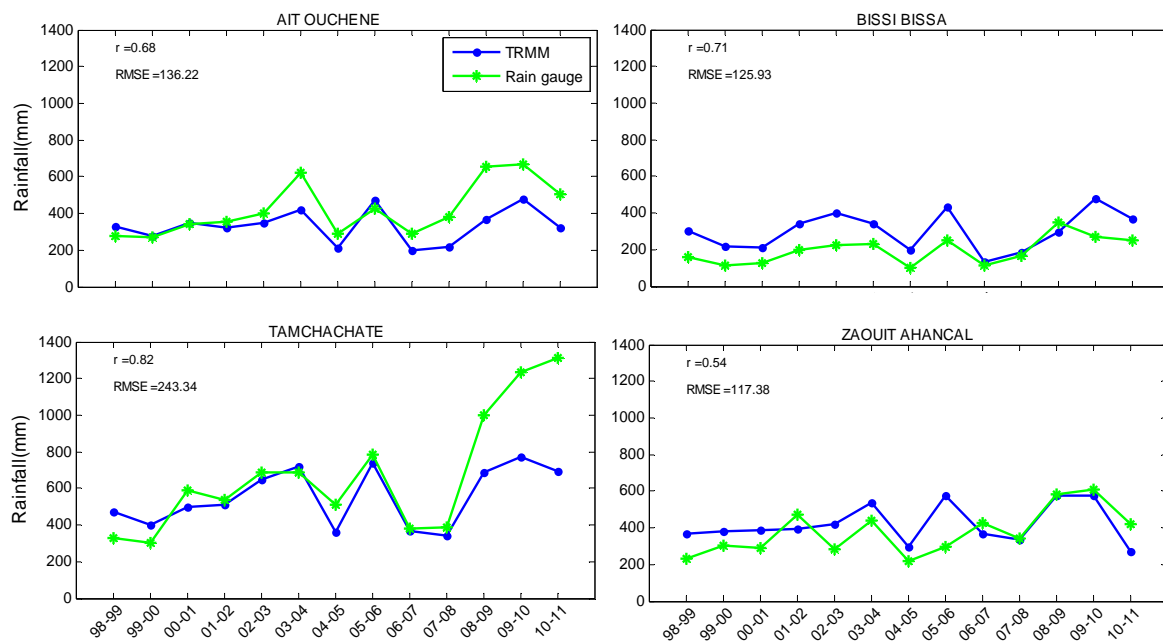 AIT OUCHENE
r =0.68
RMSE =136.22
TRMM
Rain gauge
Rainfall(mm)
1400
1200
1000
800
600
400
200
0
BISSI BISSA
r =0.71
RMSE =125.93
1400
1200
1000
800
600
400
200
0
TAMCHACHATE
r =0.82
RMSE =243.34
Rainfall(mm)
1400
1200
1000
800
600
400
200
0
98-99 99-00 00-01 01-02 02-03 03-04 04-05 05-06 06-07 07-08 08-09 09-10 10-11
ZAOUIT AHANCAL
r =0.54
RMSE =117.38
1400
1200
1000
800
600
400
200
0
98-99 99-00 00-01 01-02 02-03 03-04 04-05 05-06 06-07 07-08 08-09 09-10 10-11